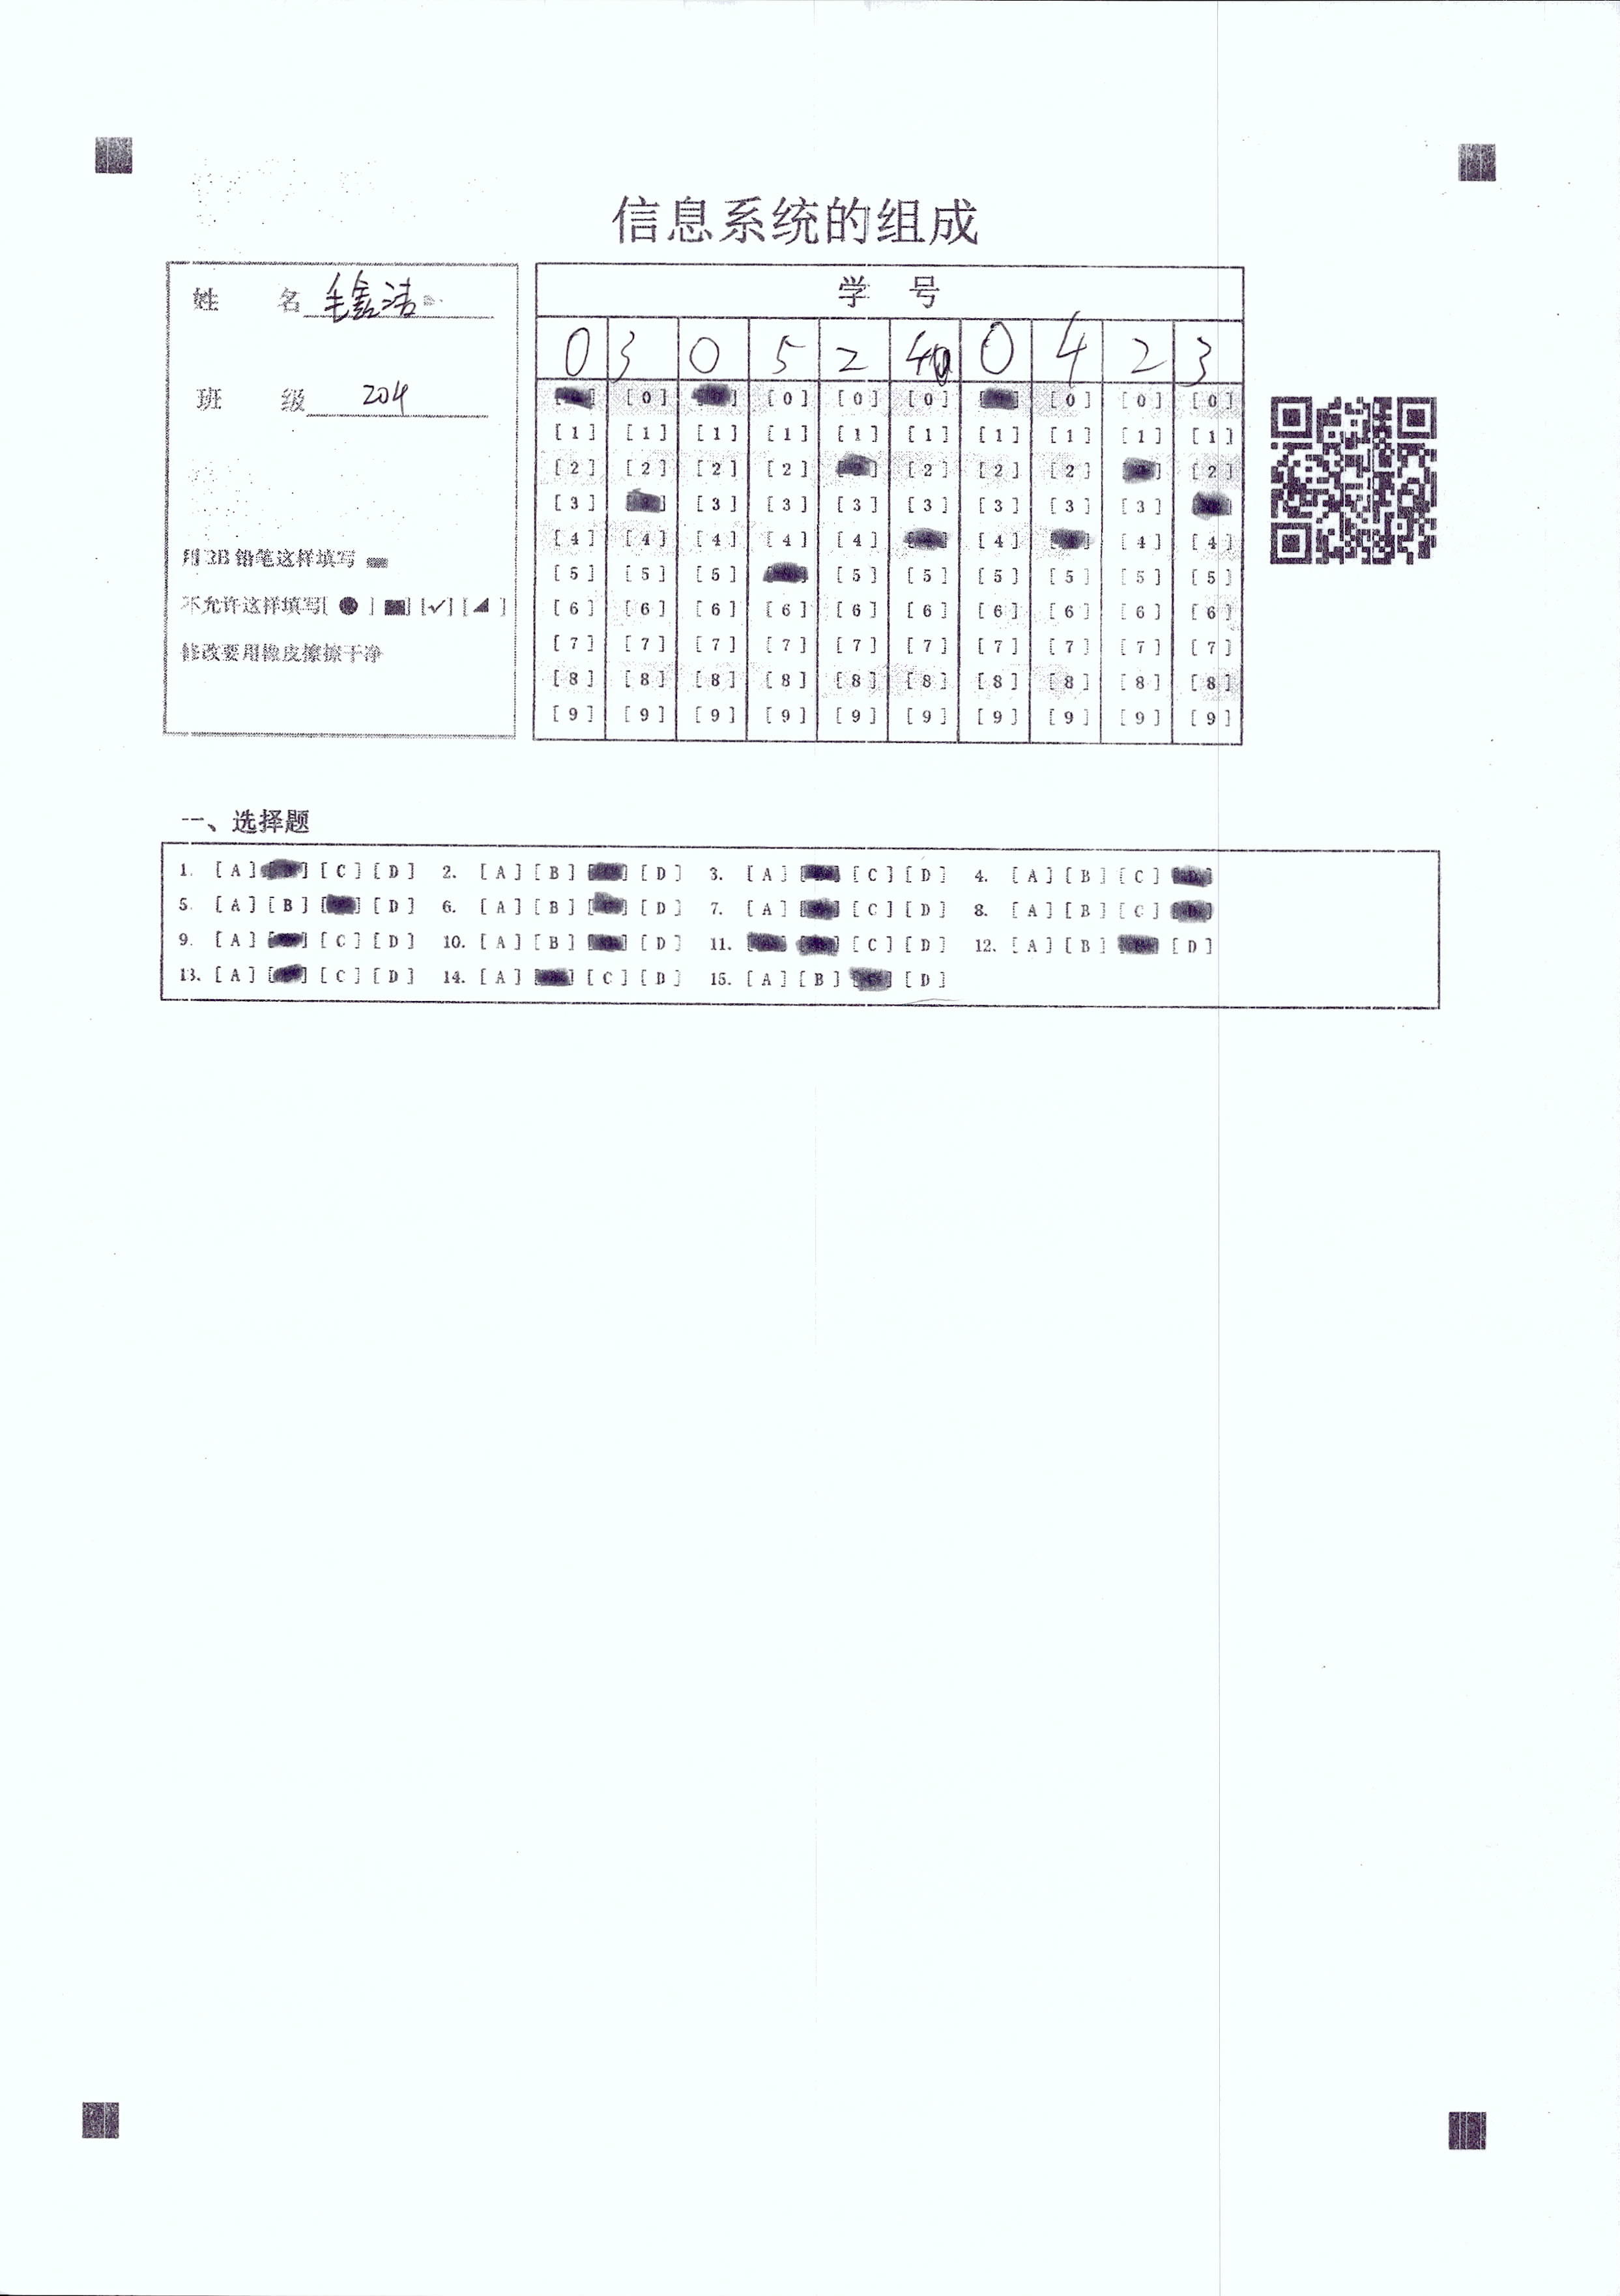 信息系统的组成
姓 名 毛鑫洁
班 级 204
用 3B 铅笔这样填写
不允许这样填写[ ● ] [■] [✓] [◢ ]
修改要用橡皮擦擦干净
学 号
0 3 0 5 2 4 0 4 2 3
[0] [0] [0] [0] [0] [0] [0]
[1] [1] [1] [1] [1] [1] [1] [1] [1] [1]
[2] [2] [2] [2] [2] [2] [2] [2]
[3] [3] [3] [3] [3] [3] [3] [3]
[4] [4] [4] [4] [4] [4] [4] [4]
[5] [5] [5] [5] [5] [5] [5] [5] [5]
[6] [6] [6] [6] [6] [6] [6] [6] [6] [6]
[7] [7] [7] [7] [7] [7] [7] [7] [7] [7]
[8] [8] [8] [8] [8] [8] [8] [8] [8] [8]
[9] [9] [9] [9] [9] [9] [9] [9] [9] [9]
一、选择题
1. [A] [C] [D] 2. [A] [B] [D] 3. [A] [C] [D] 4. [A] [B] [C]
5. [A] [B] [D] 6. [A] [B] [D] 7. [A] [C] [D] 8. [A] [B] [C]
9. [A] [C] [D] 10. [A] [B] [D] 11. [C] [D] 12. [A] [B] [D]
13. [A] [C] [D] 14. [A] [C] [D] 15. [A] [B] [D]